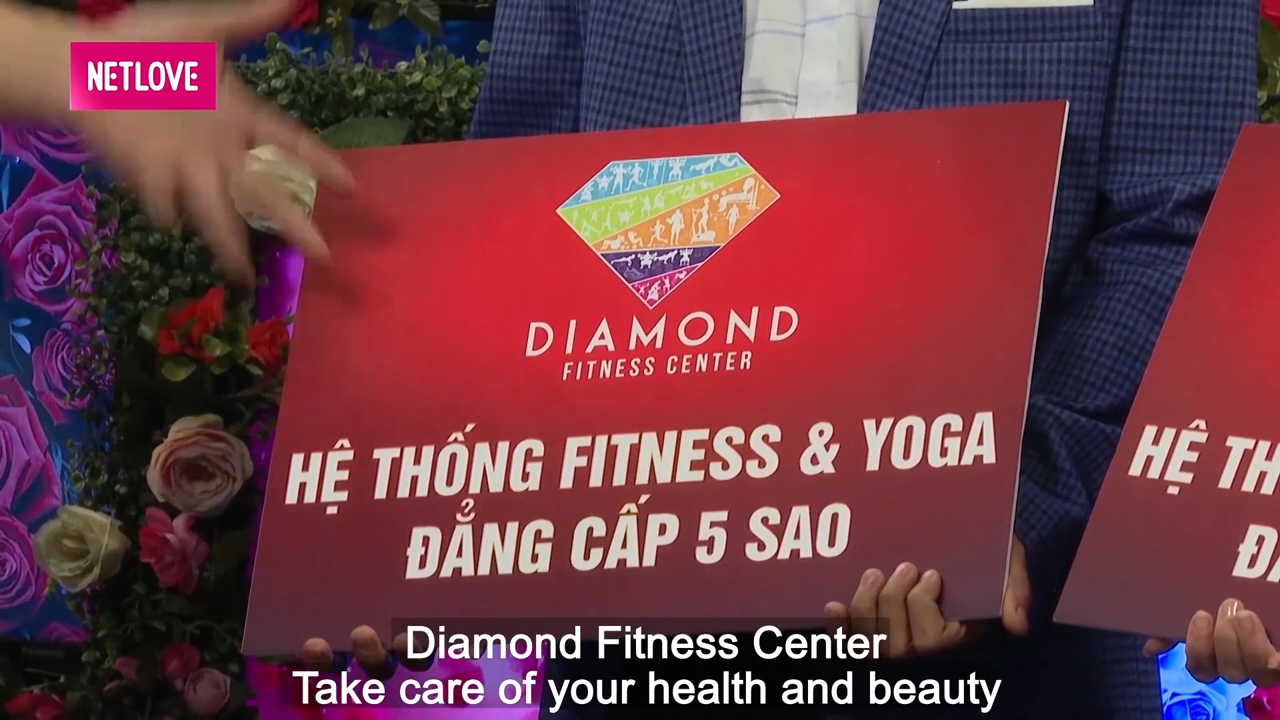 NETLOVE
DIAMOND
FITNESS CENTER
HỆ THỐNG FITNESS & YOGA
ĐẲNG CẤP 5 SAO
HỆ
Diamond Fitness Center
Take care of your health and beauty